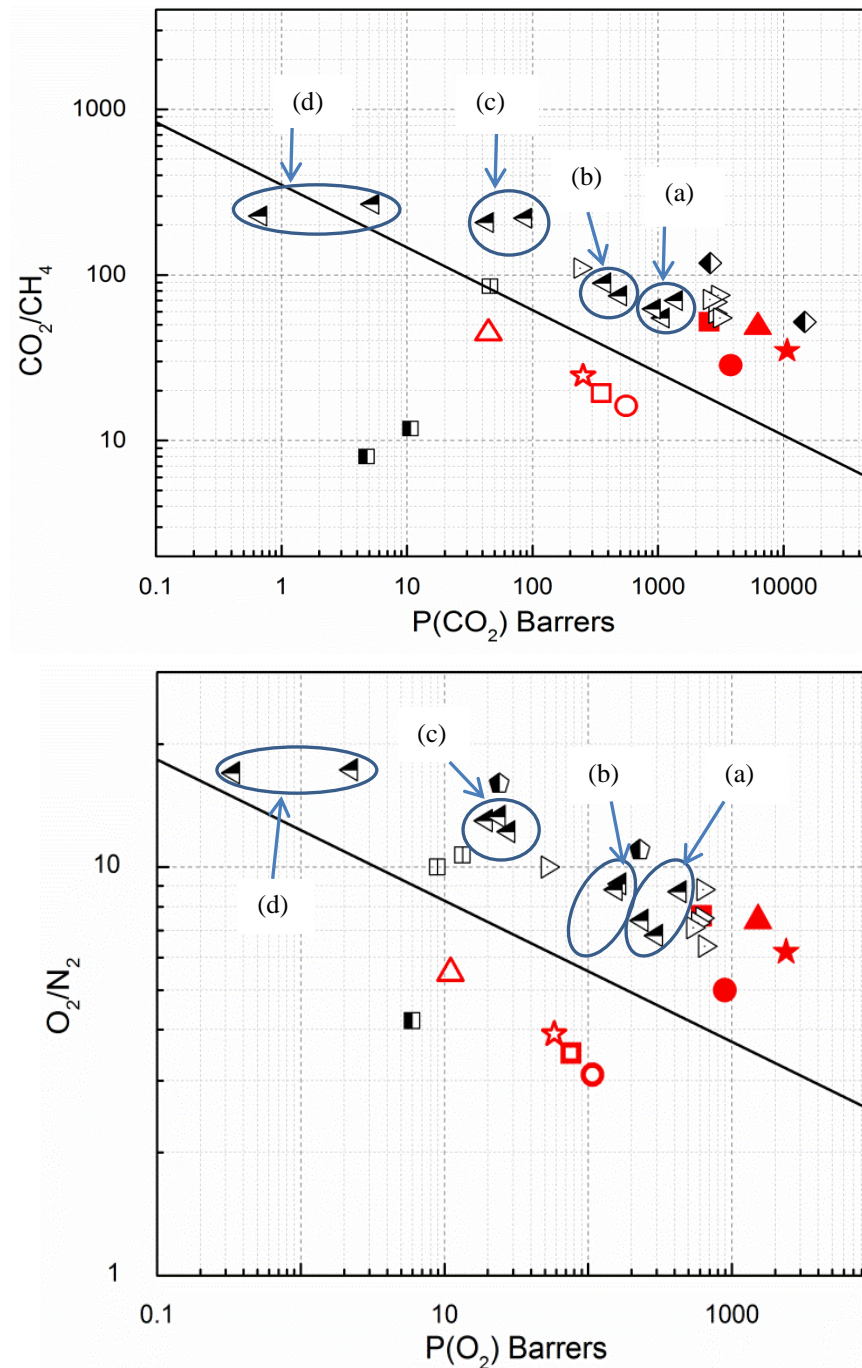 (d)
(c)
(b)
(a)
1000
100
10
CO₂/CH₄
0.1 1 10 100 1000 10000
P(CO₂) Barrers
(c)
(b)
(a)
(d)
10
1
O₂/N₂
0.1 10 1000
P(O₂) Barrers